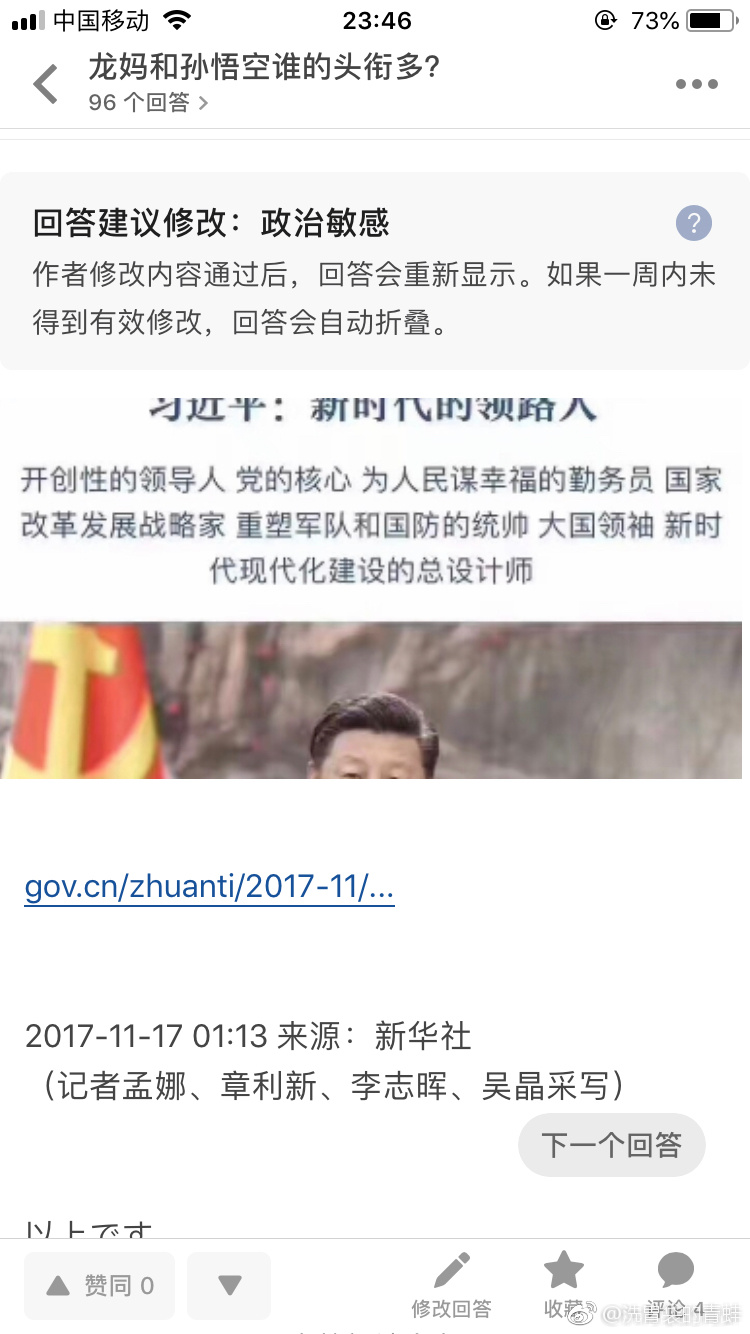 中国移动 23:46 73%
龙妈和孙悟空谁的头衔多?
96 个回答 >
回答建议修改：政治敏感
?
作者修改内容通过后，回答会重新显示。如果一周内未
得到有效修改，回答会自动折叠。
习近平：新时代的领路人
开创性的领导人 党的核心 为人民谋幸福的勤务员 国家
改革发展战略家 重塑军队和国防的统帅 大国领袖 新时
代现代化建设的总设计师
gov.cn/zhuanti/2017-11/...
2017-11-17 01:13 来源：新华社
（记者孟娜、章利新、李志晖、吴晶采写）
下一个回答
以上です
赞同 0
修改回答 收藏 评论 4